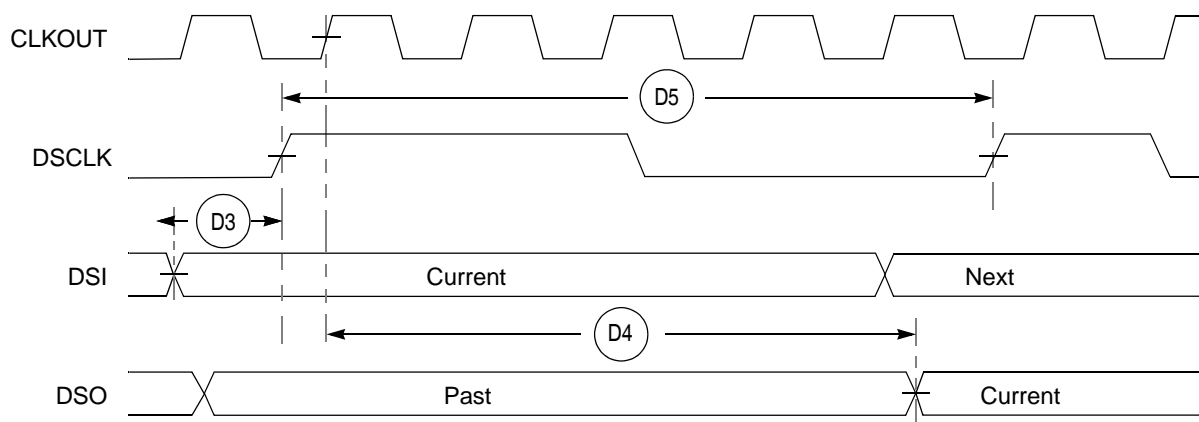 CLKOUT
D5
DSCLK
D3
DSI
Current
Next
D4
DSO
Past
Current